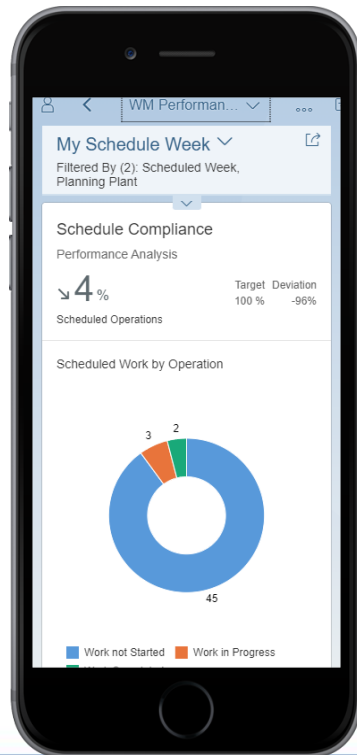 WM Performan...
My Schedule Week
Filtered By (2): Scheduled Week,
Planning Plant
Schedule Compliance
Performance Analysis
4 %
Target Deviation
100 % -96%
Scheduled Operations
Scheduled Work by Operation
3
2
45
Work not Started Work in Progress